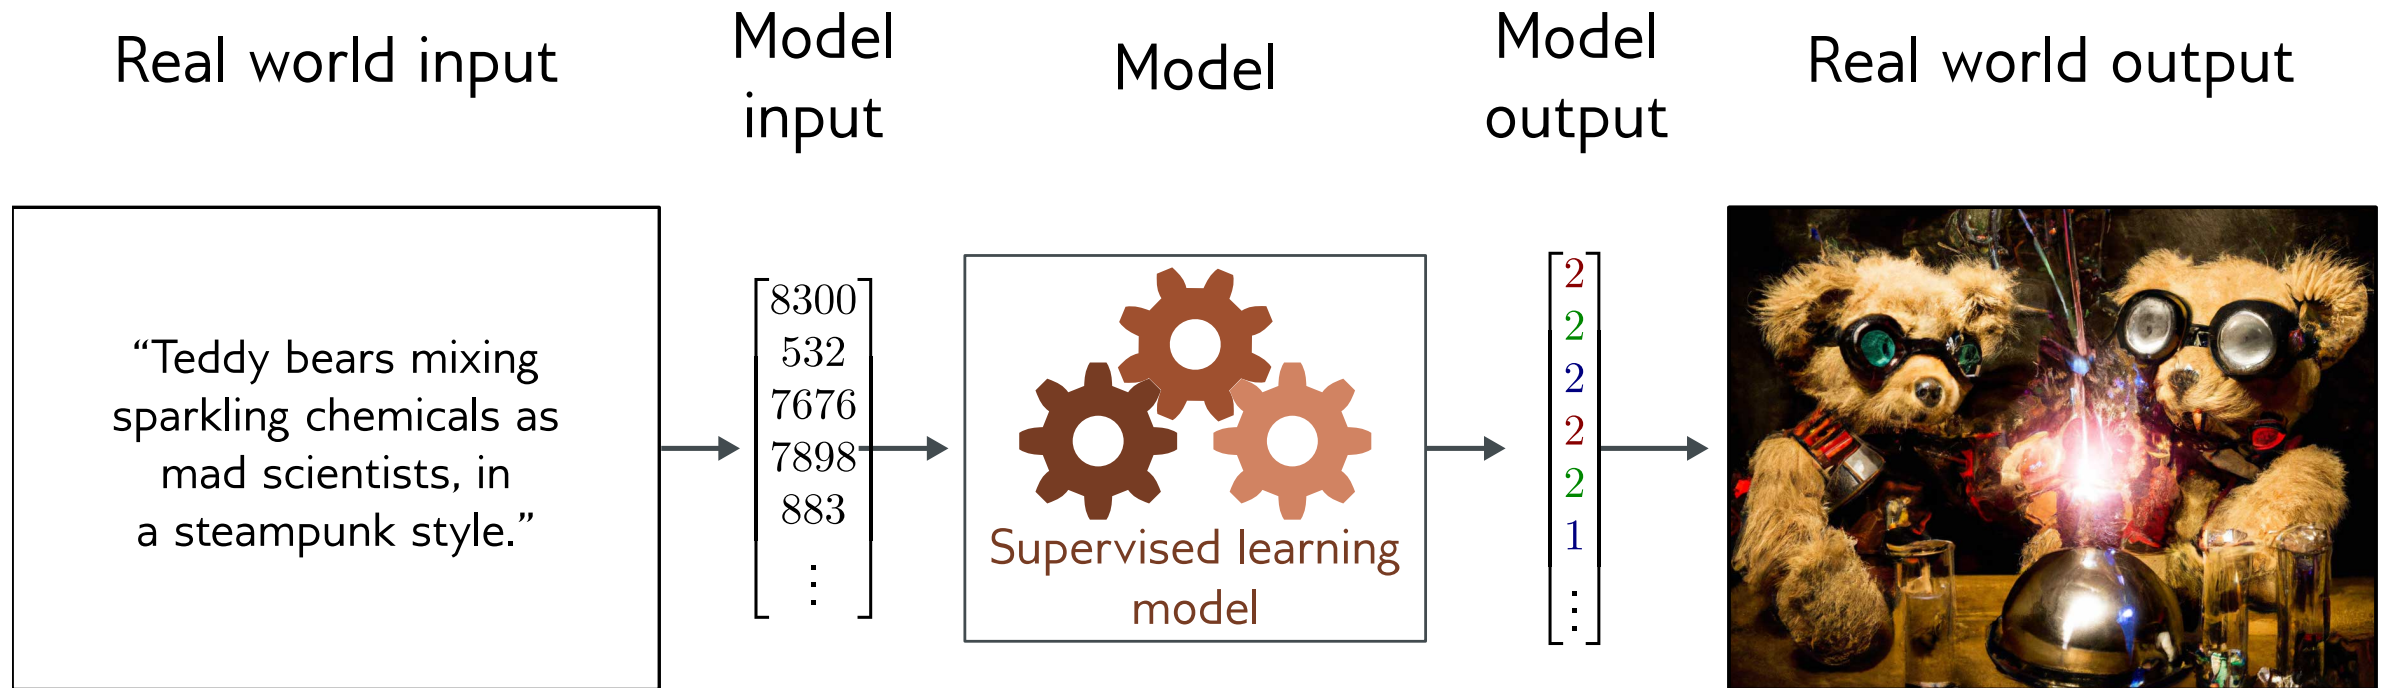 Real world input
Model
input
Model
Model
output
Real world output
“Teddy bears mixing
sparkling chemicals as
mad scientists, in
a steampunk style.”
8300
532
7676
7898
883
⋮
Supervised learning
model
2
2
2
2
2
1
⋮